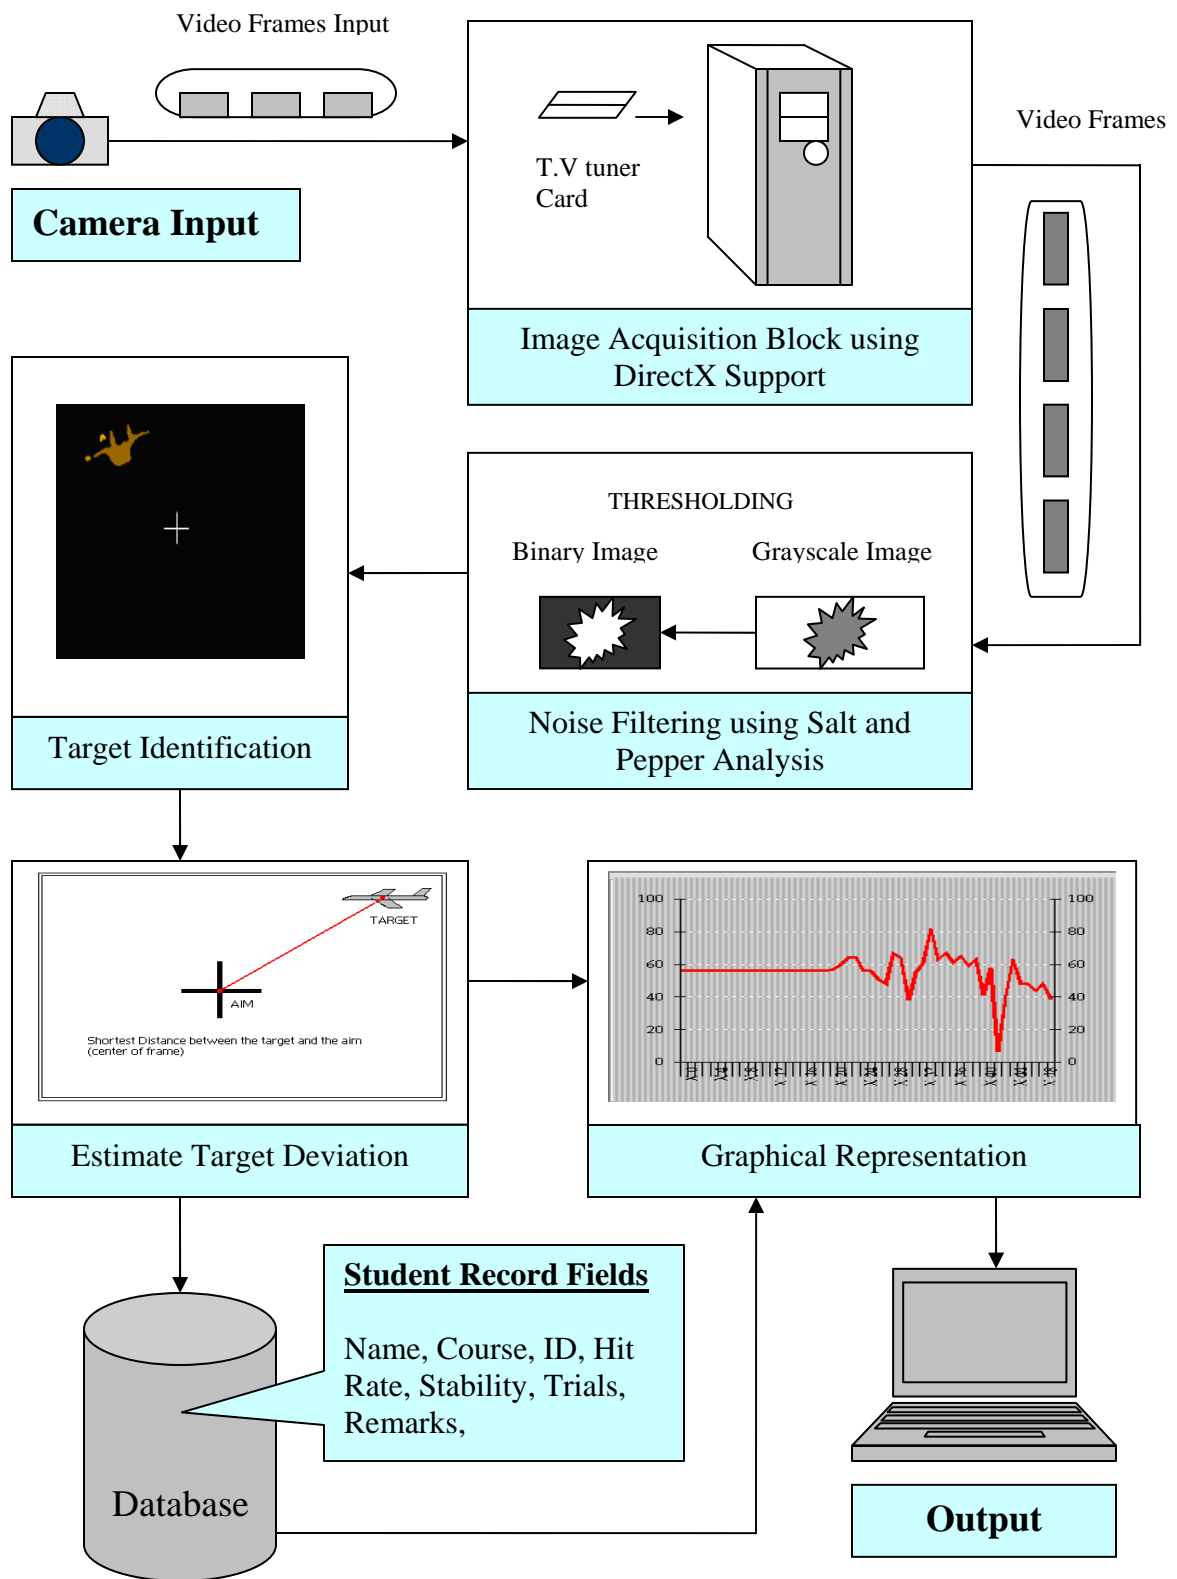 Video Frames Input
Video Frames
T.V tuner
Card
Camera Input
Image Acquisition Block using
DirectX Support
THRESHOLDING
Binary Image
Grayscale Image
Target Identification
Noise Filtering using Salt and
Pepper Analysis
TARGET
AIM
Shortest Distance between the target and the aim
(center of frame)
100
80
60
40
20
0
100
80
60
40
20
0
Estimate Target Deviation
Graphical Representation
Student Record Fields
Name, Course, ID, Hit
Rate, Stability, Trials,
Remarks,
Database
Output